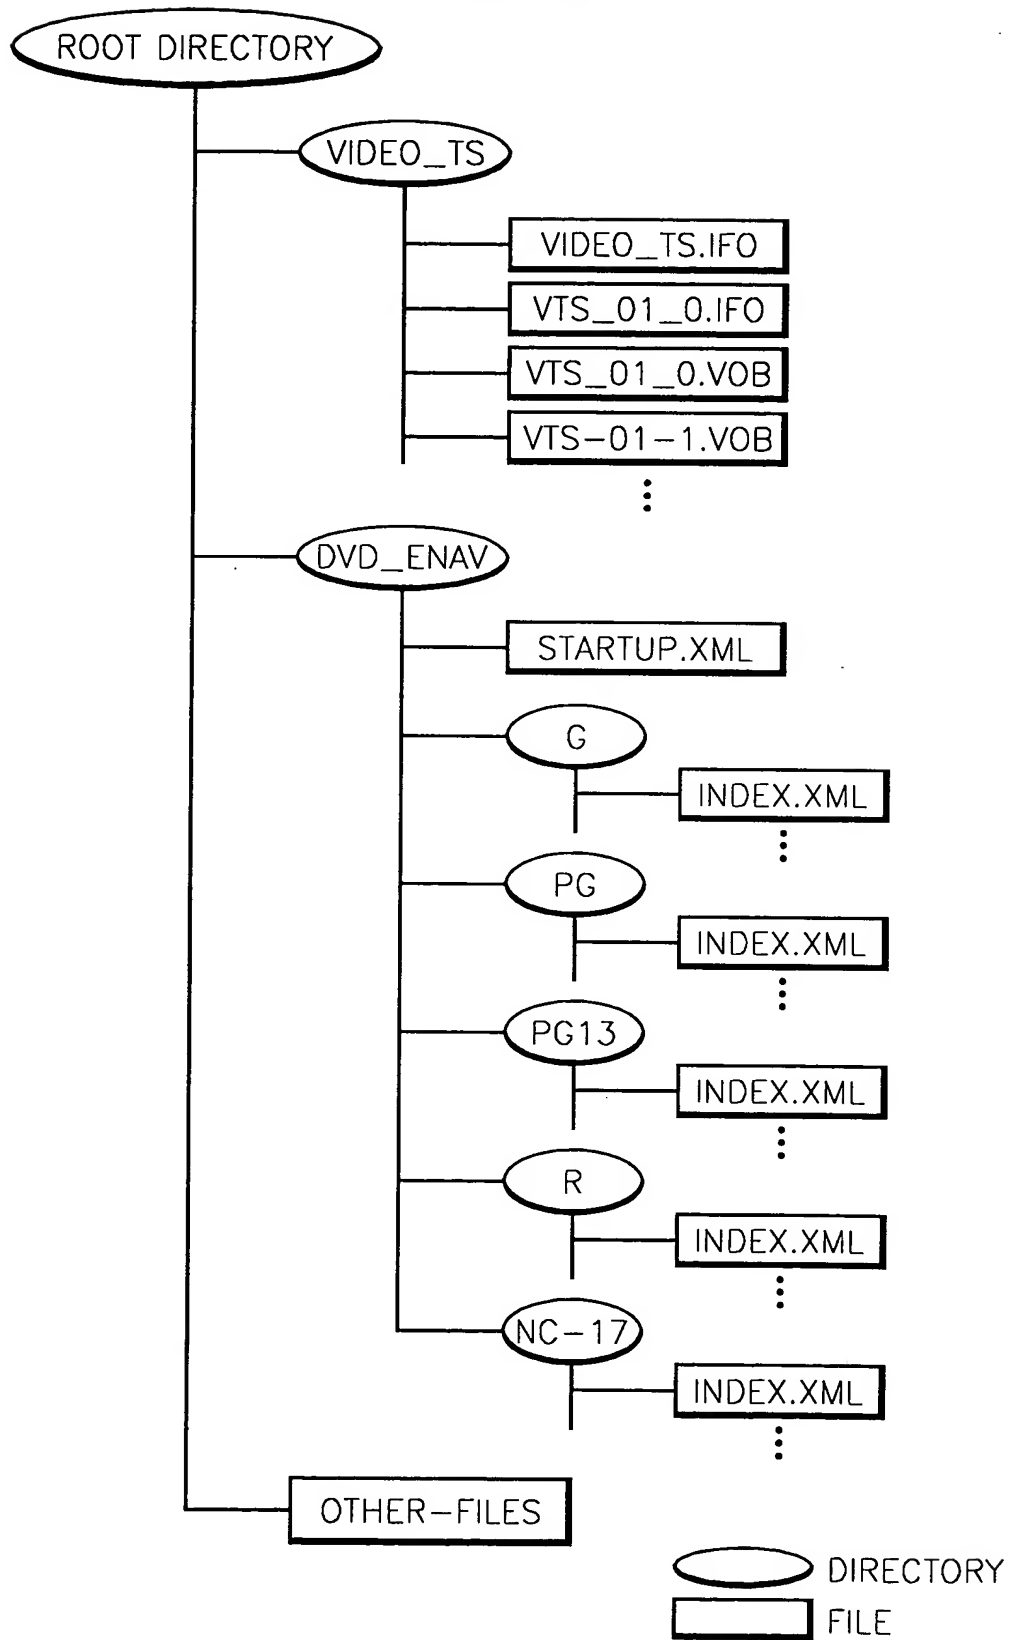 ROOT DIRECTORY
VIDEO_TS
VIDEO_TS.IFO
VTS_01_0.IFO
VTS_01_0.VOB
VTS-01-1.VOB
DVD_ENAV
STARTUP.XML
G
INDEX.XML
PG
INDEX.XML
PG13
INDEX.XML
R
INDEX.XML
NC-17
INDEX.XML
OTHER-FILES
DIRECTORY
FILE